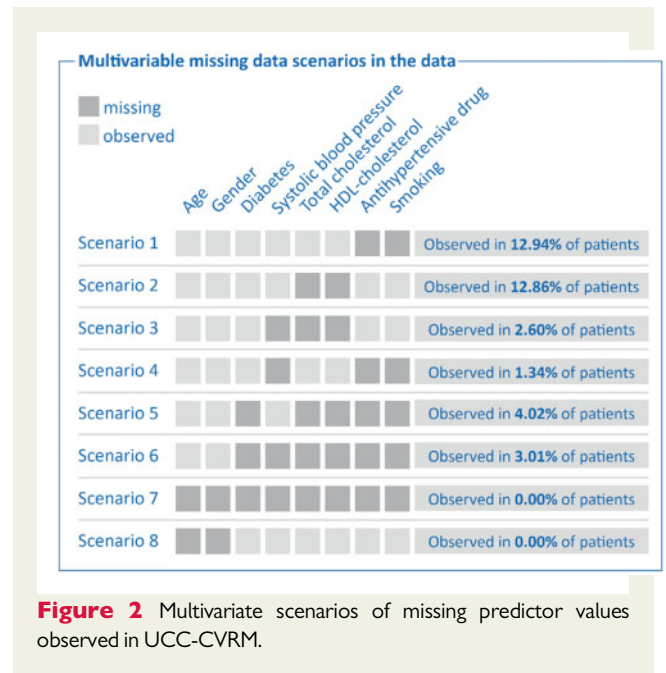 Multivariable missing data scenarios in the data
missing
observed
Age
Gender
Diabetes
Systolic blood pressure
Total cholesterol
HDL-cholesterol
Antihypertensive drug
Smoking
Scenario 1 Observed in 12.94% of patients
Scenario 2 Observed in 12.86% of patients
Scenario 3 Observed in 2.60% of patients
Scenario 4 Observed in 1.34% of patients
Scenario 5 Observed in 4.02% of patients
Scenario 6 Observed in 3.01% of patients
Scenario 7 Observed in 0.00% of patients
Scenario 8 Observed in 0.00% of patients
Figure 2 Multivariate scenarios of missing predictor values
observed in UCC-CVRM.